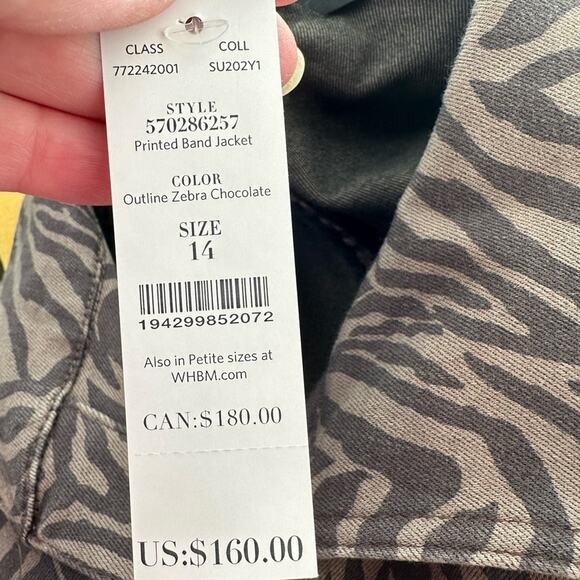 CLASS COLL
772242001 SU202Y1
STYLE
570286257
Printed Band Jacket
COLOR
Outline Zebra Chocolate
SIZE
14
194299852072
Also in Petite sizes at
WHBM.com
CAN:$180.00
US:$160.00